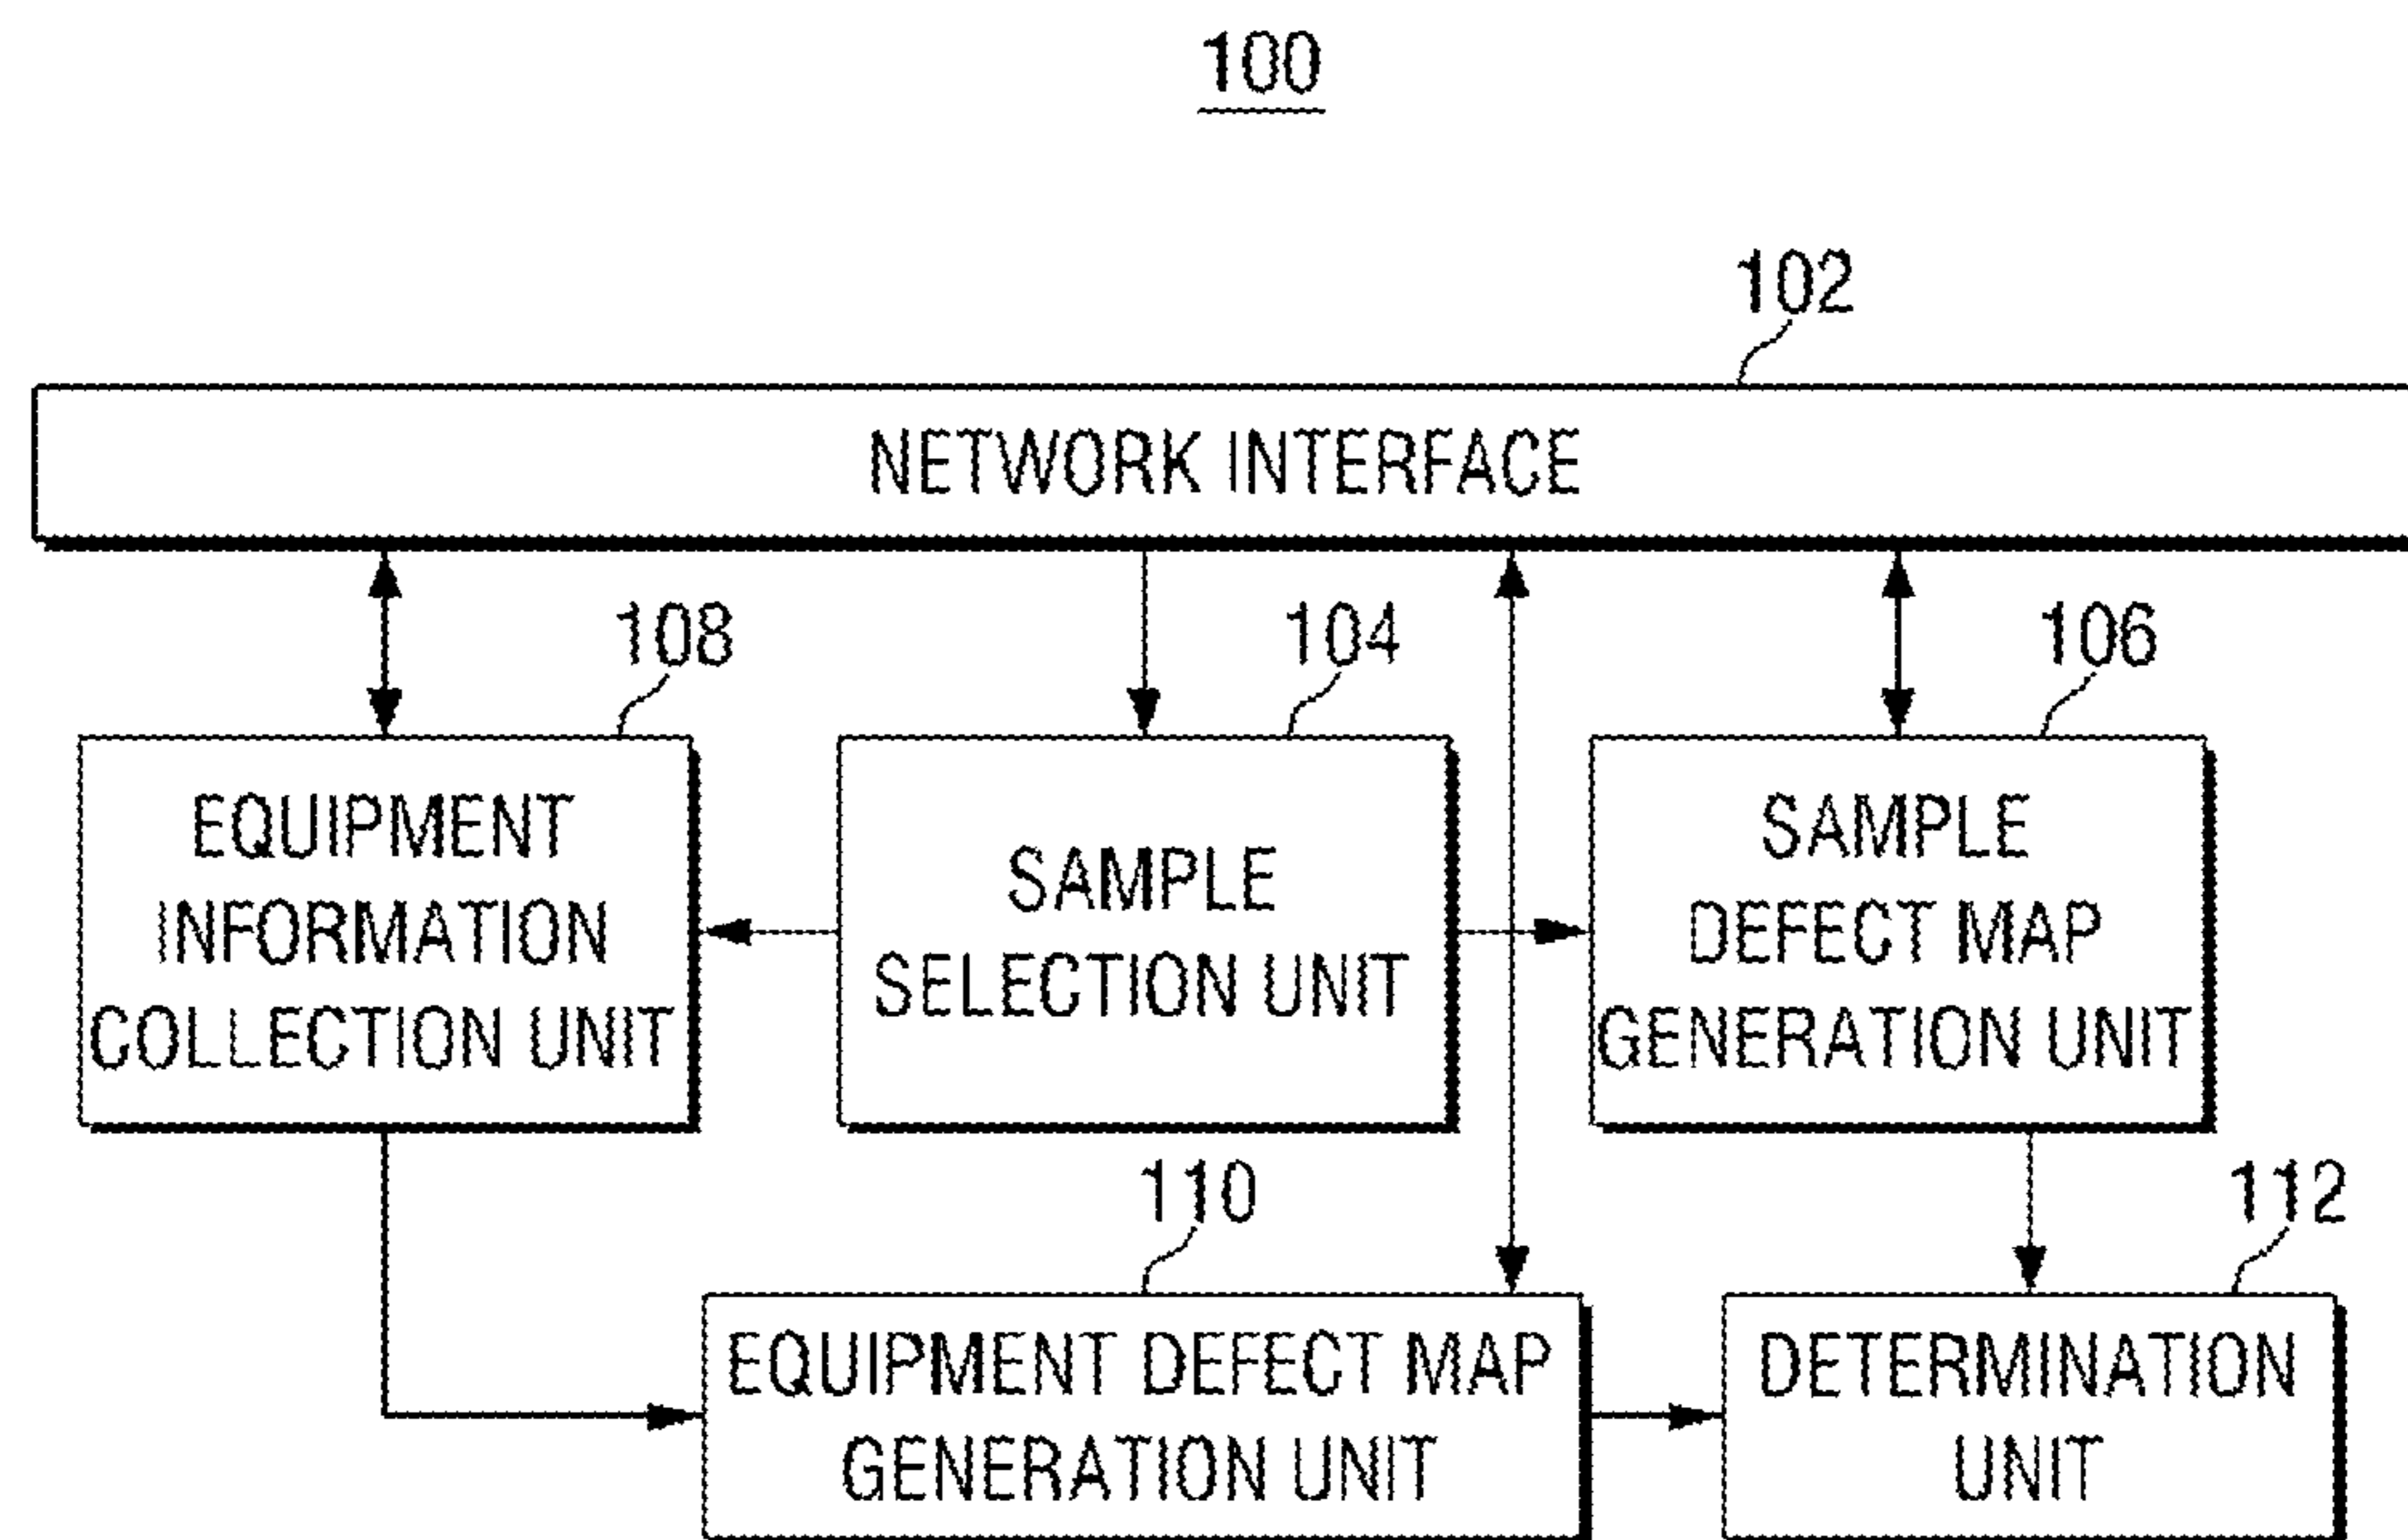 100
102
NETWORK INTERFACE
108
104
106
EQUIPMENT
INFORMATION
COLLECTION UNIT
SAMPLE
SELECTION UNIT
SAMPLE
DEFECT MAP
GENERATION UNIT
110
112
EQUIPMENT DEFECT MAP
GENERATION UNIT
DETERMINATION
UNIT